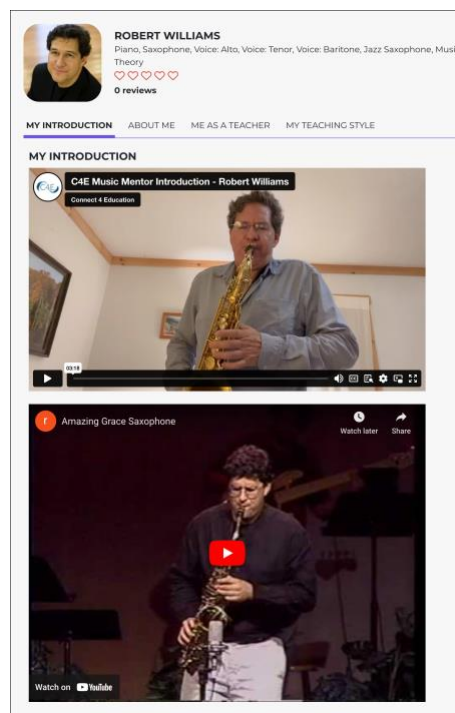 ROBERT WILLIAMS
Piano, Saxophone, Voice: Alto, Voice: Tenor, Voice: Baritone, Jazz Saxophone, Musi
Theory
0 reviews
MY INTRODUCTION ABOUT ME ME AS A TEACHER MY TEACHING STYLE
MY INTRODUCTION
C4E
C4E Music Mentor Introduction - Robert Williams
Connect 4 Education
03:18
CC
r Amazing Grace Saxophone
Watch later Share
Watch on YouTube